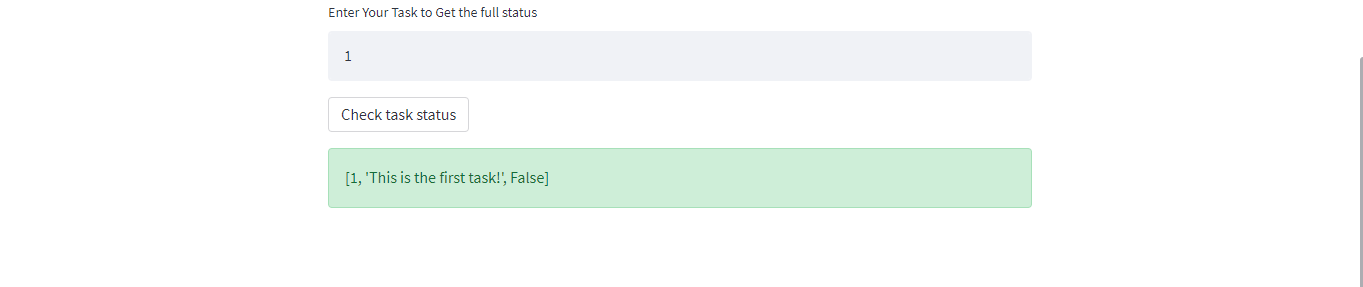 Enter Your Task to Get the full status
1
Check task status
[1, 'This is the first task!', False]